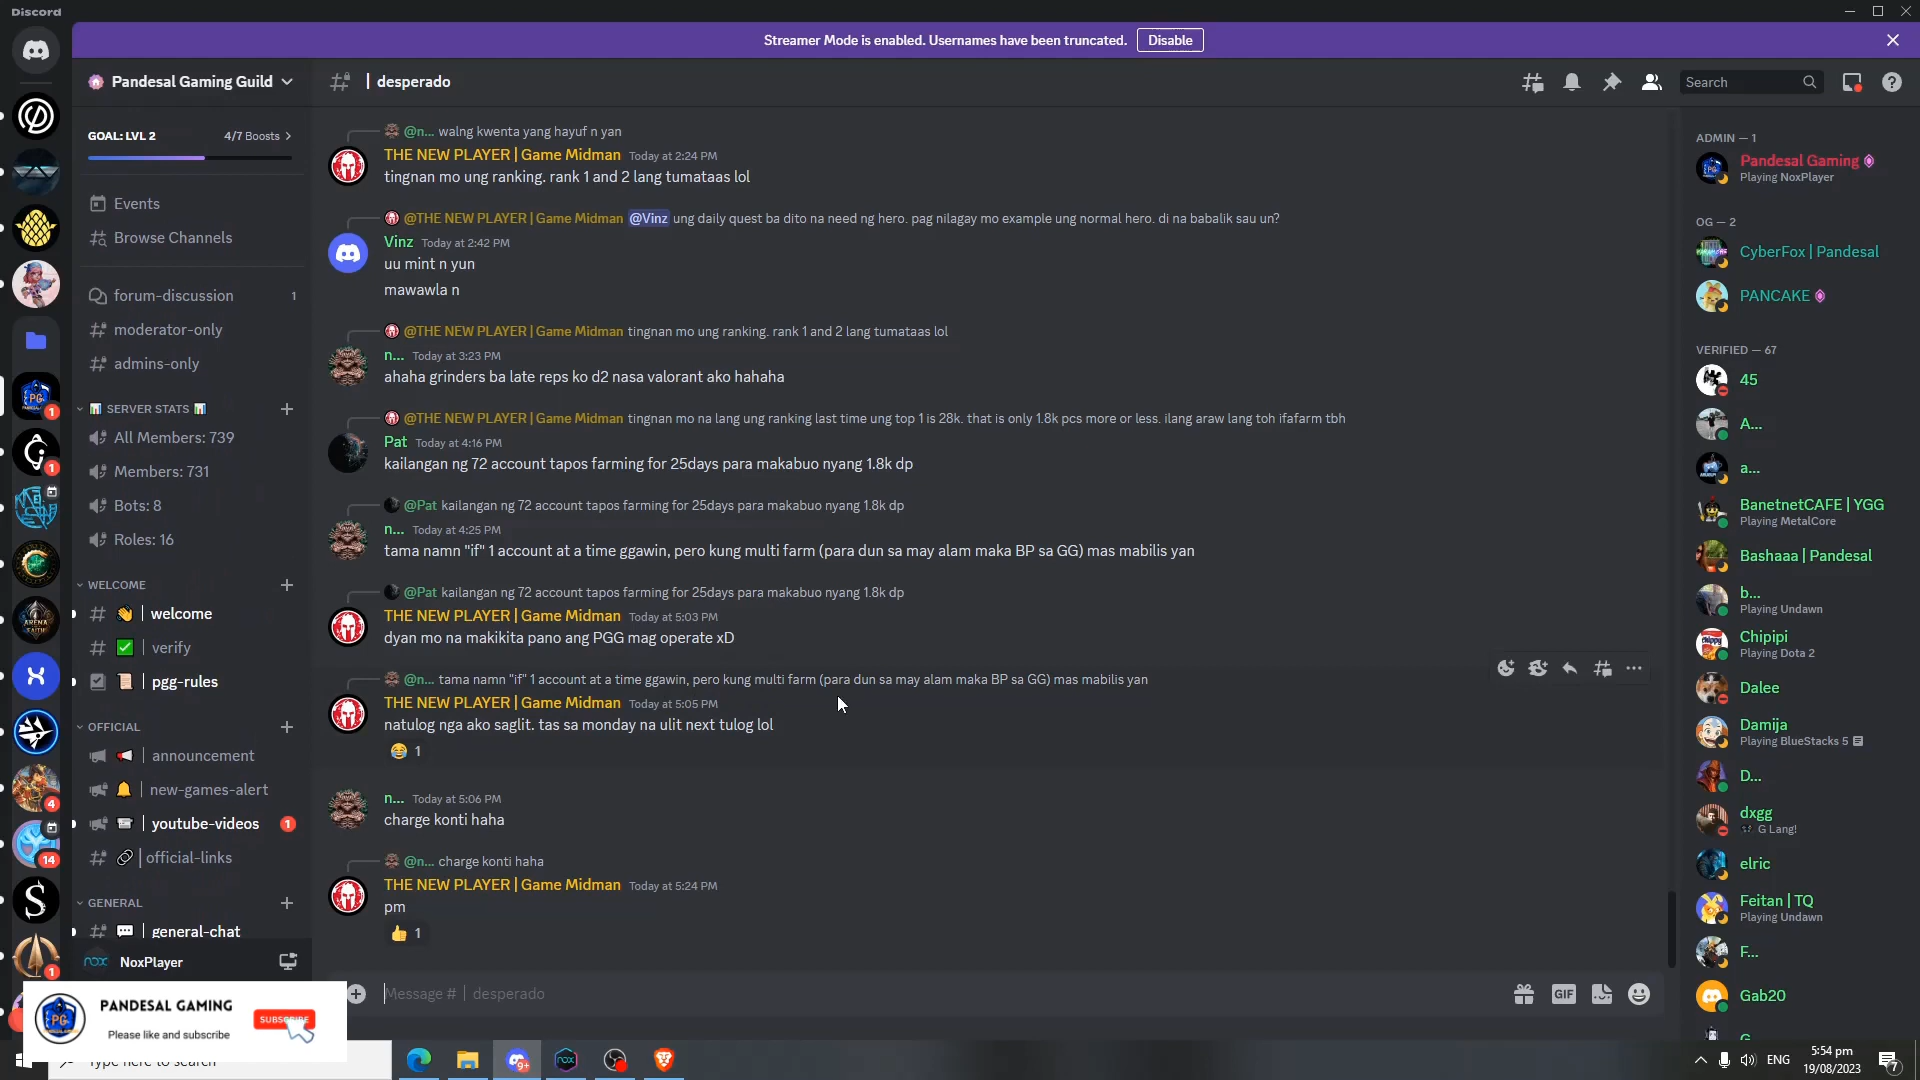 Discord
Streamer Mode is enabled. Usernames have been truncated. Disable
Pandesal Gaming Guild
GOAL: LVL 2 4/7 Boosts
Events
Browse Channels
forum-discussion 1
moderator-only
admins-only
SERVER STATS
All Members: 739
Members: 731
Bots: 8
Roles: 16
WELCOME
| welcome
| verify
| pgg-rules
OFFICIAL
| announcement
| new-games-alert
| youtube-videos 1
| official-links
GENERAL
| general-chat
NoxPlayer
| desperado
Search
@n... walng kwenta yang hayuf n yan
THE NEW PLAYER | Game Midman Today at 2:24 PM
tingnan mo ung ranking. rank 1 and 2 lang tumataas lol
@THE NEW PLAYER | Game Midman @Vinz ung daily quest ba dito na need ng hero. pag nilagay mo example ung normal hero. di na babalik sau un?
Vinz Today at 2:42 PM
uu mint n yun
mawawla n
@THE NEW PLAYER | Game Midman tingnan mo ung ranking. rank 1 and 2 lang tumataas lol
n... Today at 3:23 PM
ahaha grinders ba late reps ko d2 nasa valorant ako hahaha
@THE NEW PLAYER | Game Midman tingnan mo na lang ung ranking last time ung top 1 is 28k. that is only 1.8k pcs more or less. ilang araw lang toh ifafarm tbh
Pat Today at 4:16 PM
kailangan ng 72 account tapos farming for 25days para makabuo nyang 1.8k dp
@Pat kailangan ng 72 account tapos farming for 25days para makabuo nyang 1.8k dp
n... Today at 4:25 PM
tama namn "if" 1 account at a time ggawin, pero kung multi farm (para dun sa may alam maka BP sa GG) mas mabilis yan
@Pat kailangan ng 72 account tapos farming for 25days para makabuo nyang 1.8k dp
THE NEW PLAYER | Game Midman Today at 5:03 PM
dyan mo na makikita pano ang PGG mag operate xD
@n... tama namn "if" 1 account at a time ggawin, pero kung multi farm (para dun sa may alam maka BP sa GG) mas mabilis yan
THE NEW PLAYER | Game Midman Today at 5:05 PM
natulog nga ako saglit. tas sa monday na ulit next tulog lol
1
n... Today at 5:06 PM
charge konti haha
@n... charge konti haha
THE NEW PLAYER | Game Midman Today at 5:24 PM
pm
1
Message # | desperado
GIF
ADMIN — 1
Pandesal Gaming
Playing NoxPlayer
OG — 2
CyberFox | Pandesal
PANCAKE
VERIFIED — 67
45
A...
a...
BanetnetCAFE | YGG
Playing MetalCore
Bashaaa | Pandesal
b...
Playing Undawn
Chipipi
Playing Dota 2
Dalee
Damija
Playing BlueStacks 5
D...
dxgg
G Lang!
elric
Feitan | TQ
Playing Undawn
F...
Gab20
PG
1
1
4
14
1
ARENA
FAITH
nox
PG
PANDESAL GAMING
Please like and subscribe
SUBSCRIBE
Type here to search
9+
nox
ENG
5:54 pm
19/08/2023
7